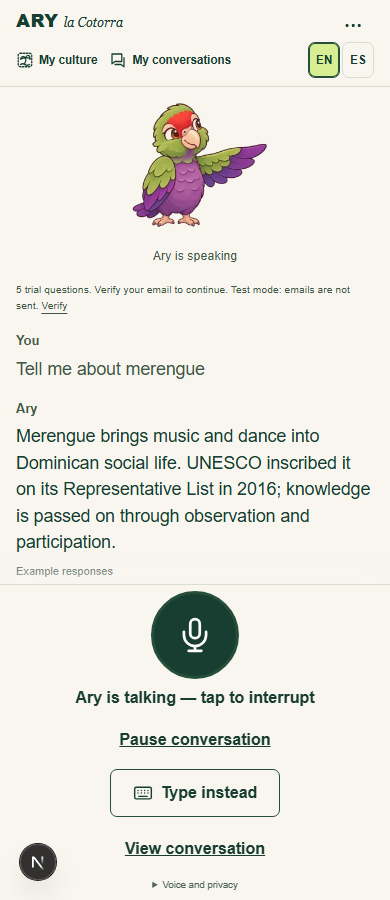 ARY la Cotorra
...
My culture My conversations EN ES
Ary is speaking
5 trial questions. Verify your email to continue. Test mode: emails are not
sent. Verify
You
Tell me about merengue
Ary
Merengue brings music and dance into
Dominican social life. UNESCO inscribed it
on its Representative List in 2016; knowledge
is passed on through observation and
participation.
Example responses
Ary is talking — tap to interrupt
Pause conversation
Type instead
View conversation
N
Voice and privacy